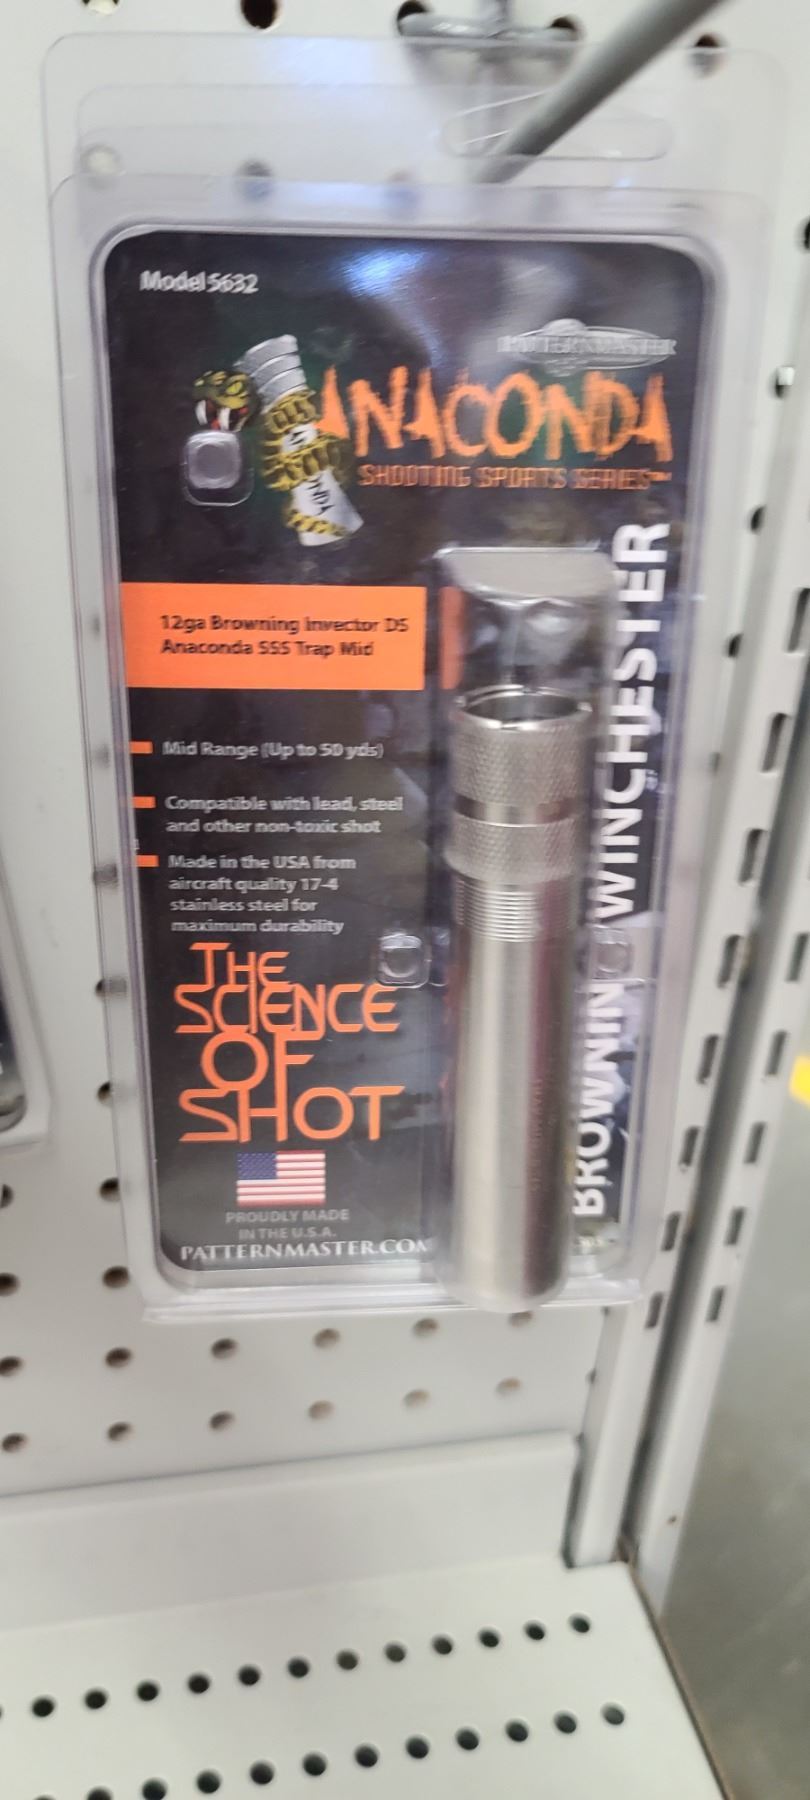 Model 5632
PATTERNMASTER
ANACONDA
SHOOTING SPORTS SERIES™
12ga Browning Invector DS
Anaconda SSS Trap Mid
Mid Range (Up to 50 yds)
Compatible with lead, steel
and other non-toxic shot
Made in the USA from
aircraft quality 17-4
stainless steel for
maximum durability
THE
SCIENCE
OF
SHOT
PROUDLY MADE
IN THE U.S.A.
PATTERNMASTER.COM
BROWNING WINCHESTER